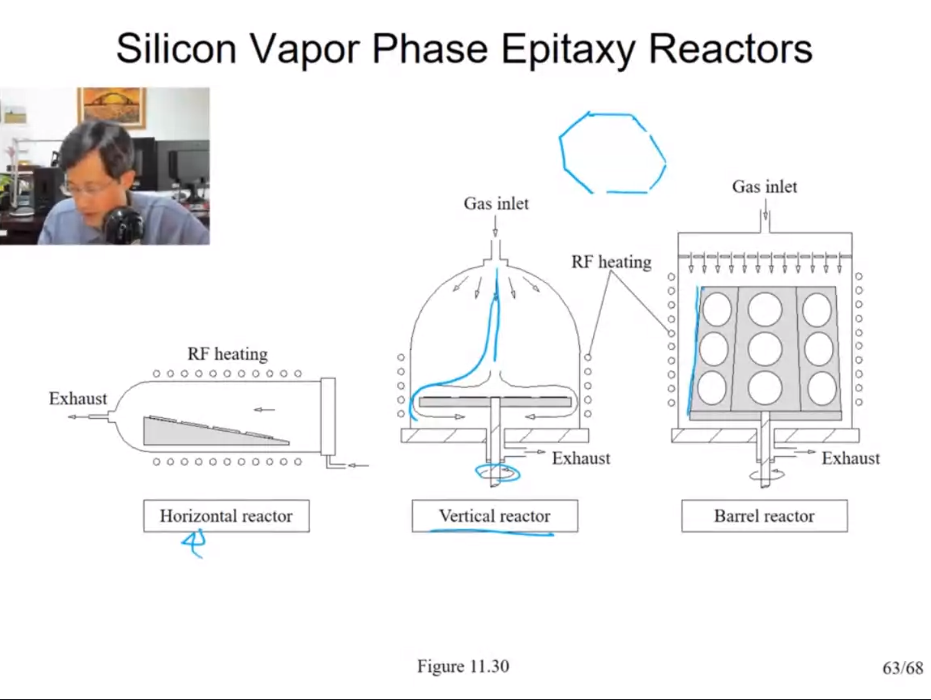 Silicon Vapor Phase Epitaxy Reactors
Gas inlet
Gas inlet
RF heating
RF heating
Exhaust
Exhaust
Exhaust
Horizontal reactor
Vertical reactor
Barrel reactor
Figure 11.30
63/68